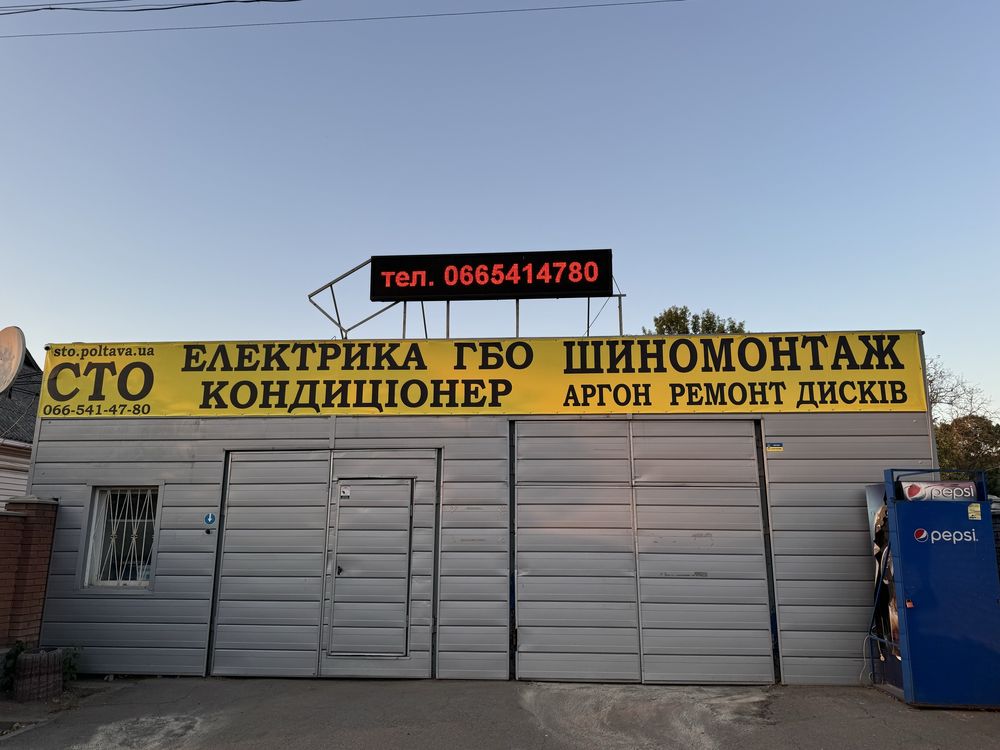 тел. 0665414780
sto.poltava.ua
СТО
066-541-47-80
ЕЛЕКТРИКА ГБО
КОНДИЦІОНЕР
ШИНОМОНТАЖ
АРГОН РЕМОНТ ДИСКІВ
pepsi
pepsi.